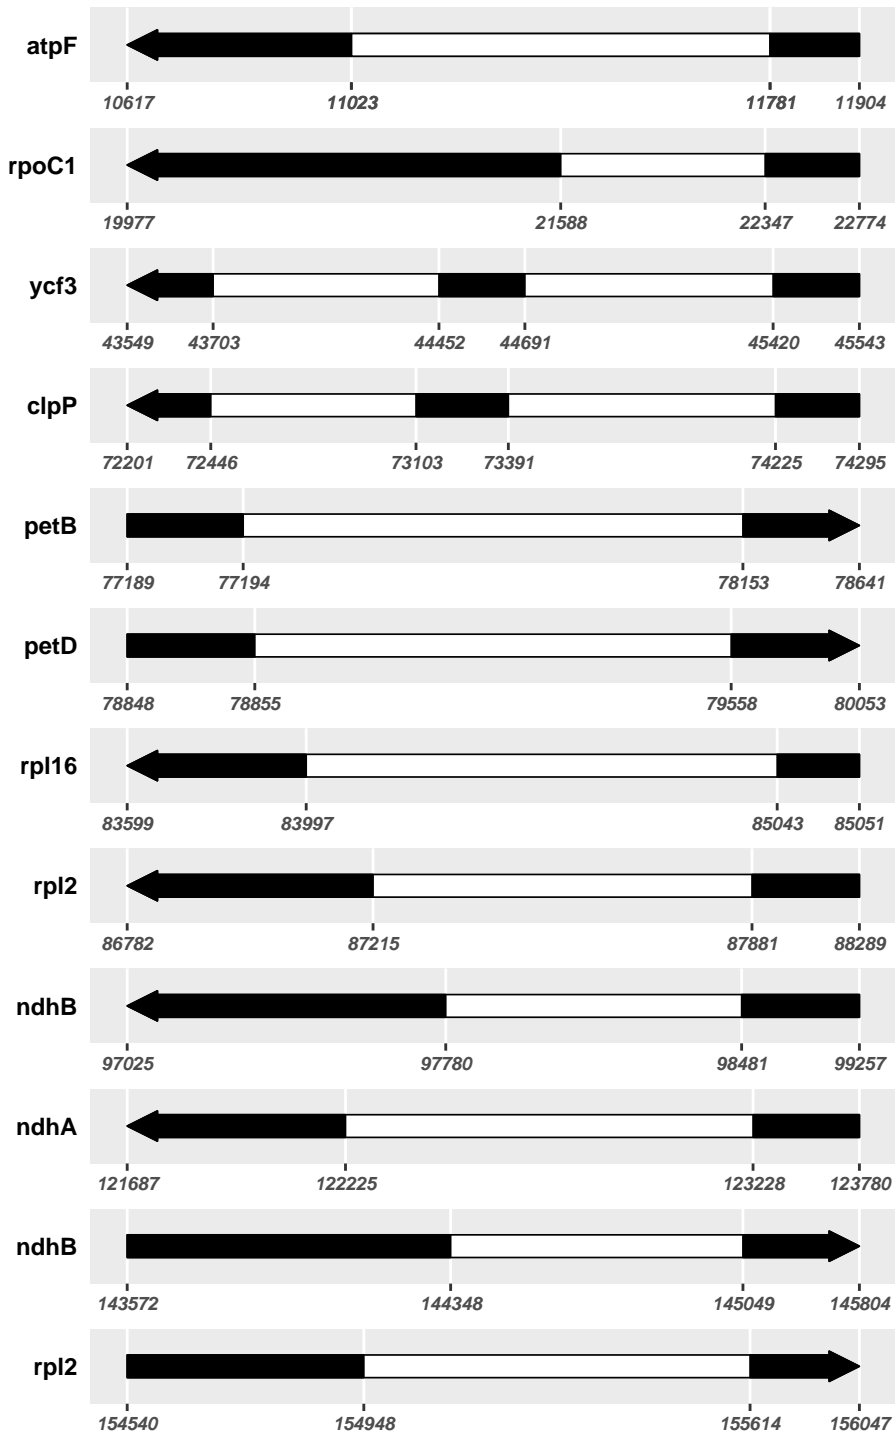 atpF
10617 11023 11781 11904
rpoC1
19977 21588 22347 22774
ycf3
43549 43703 44452 44691 45420 45543
clpP
72201 72446 73103 73391 74225 74295
petB
77189 77194 78153 78641
petD
78848 78855 79558 80053
rpl16
83599 83997 85043 85051
rpl2
86782 87215 87881 88289
ndhB
97025 97780 98481 99257
ndhA
121687 122225 123228 123780
ndhB
143572 144348 145049 145804
rpl2
154540 154948 155614 156047